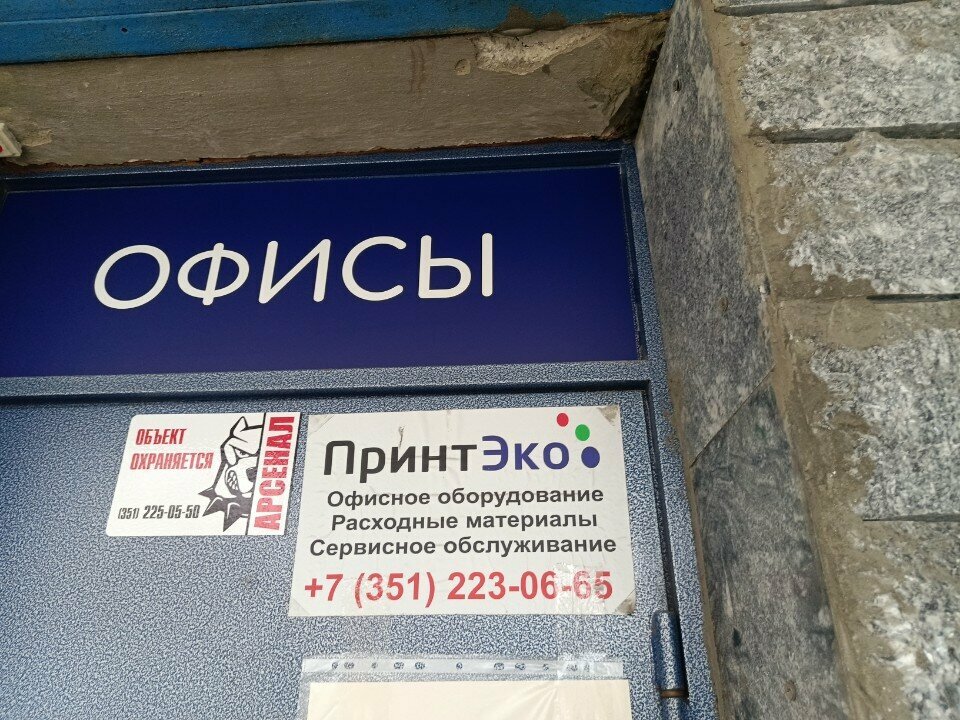 ОФИСЫ
ОБЪЕКТ
ОХРАНЯЕТСЯ
(351) 225-05-50
АРСЕНАЛ
ПринтЭко
Офисное оборудование
Расходные материалы
Сервисное обслуживание
+7 (351) 223-06-65